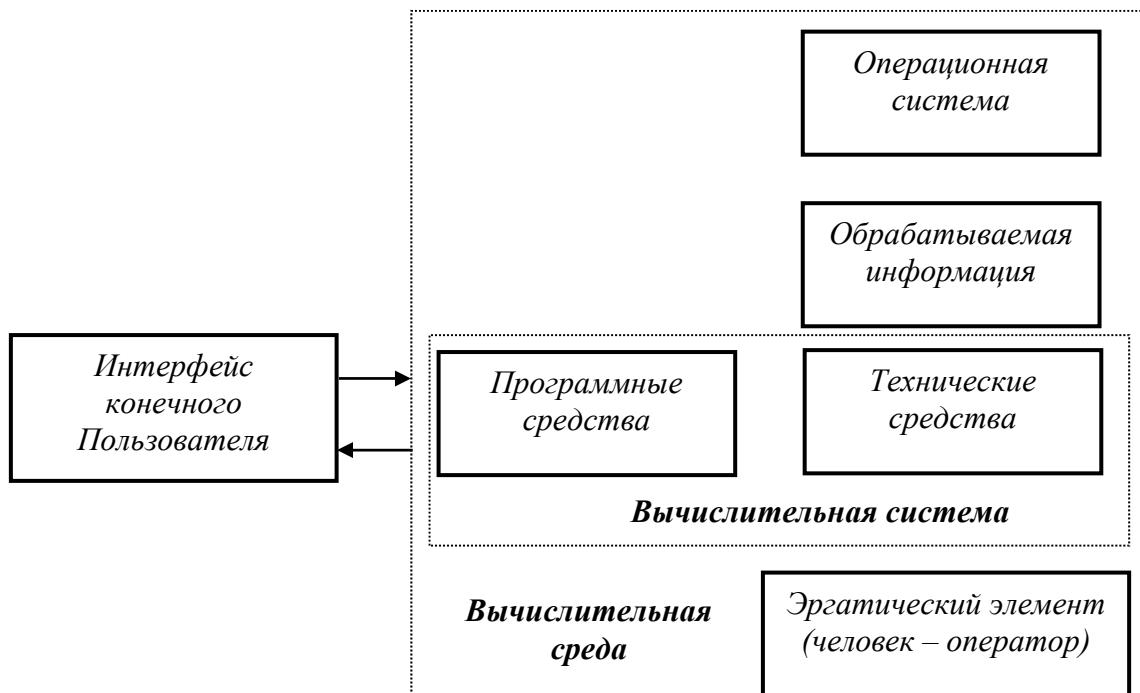 Операционная
система
Обрабатываемая
информация
Интерфейс
конечного
Пользователя
Программные
средства
Технические
средства
Вычислительная система
Вычислительная
среда
Эргатический элемент
(человек – оператор)